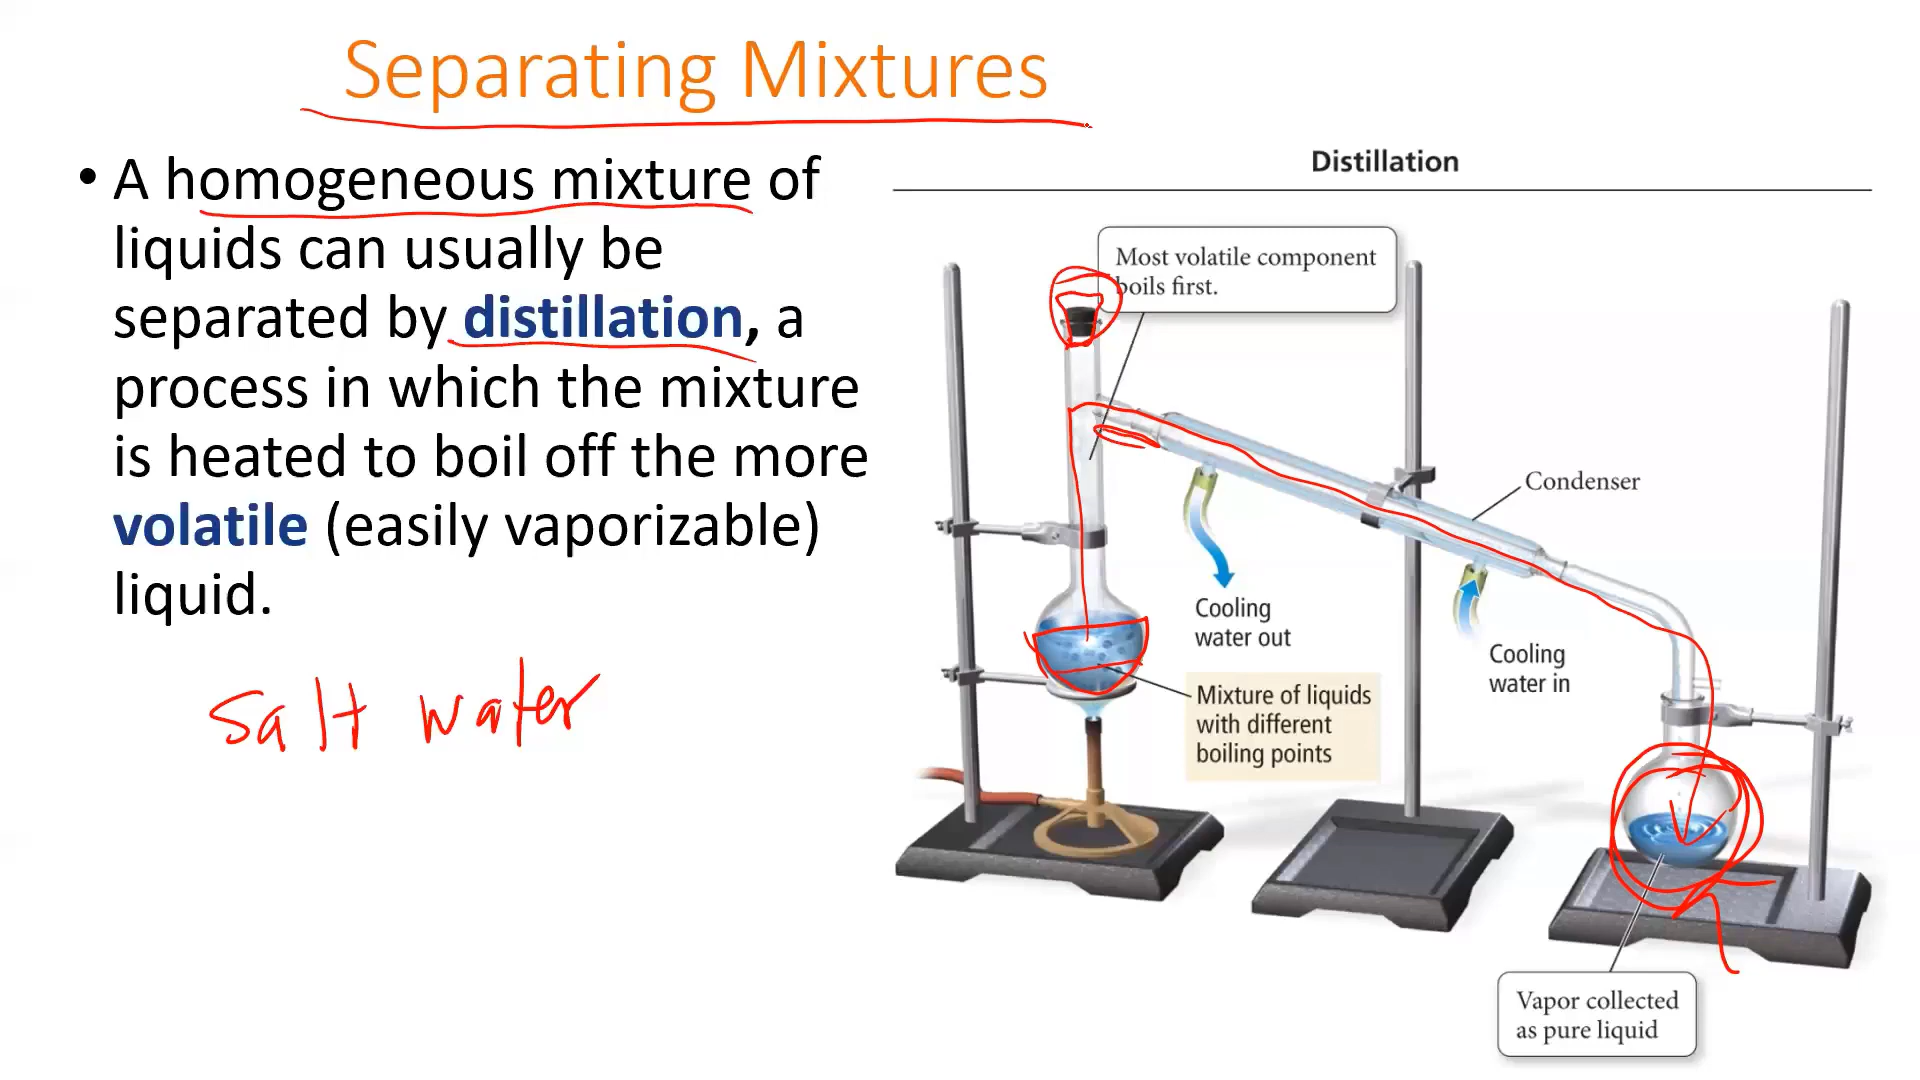 Separating Mixtures
• A homogeneous mixture of
liquids can usually be
separated by distillation, a
process in which the mixture
is heated to boil off the more
volatile (easily vaporizable)
liquid.
salt water
Distillation
Most volatile component
boils first.
Condenser
Cooling
water out
Cooling
water in
Mixture of liquids
with different
boiling points
Vapor collected
as pure liquid